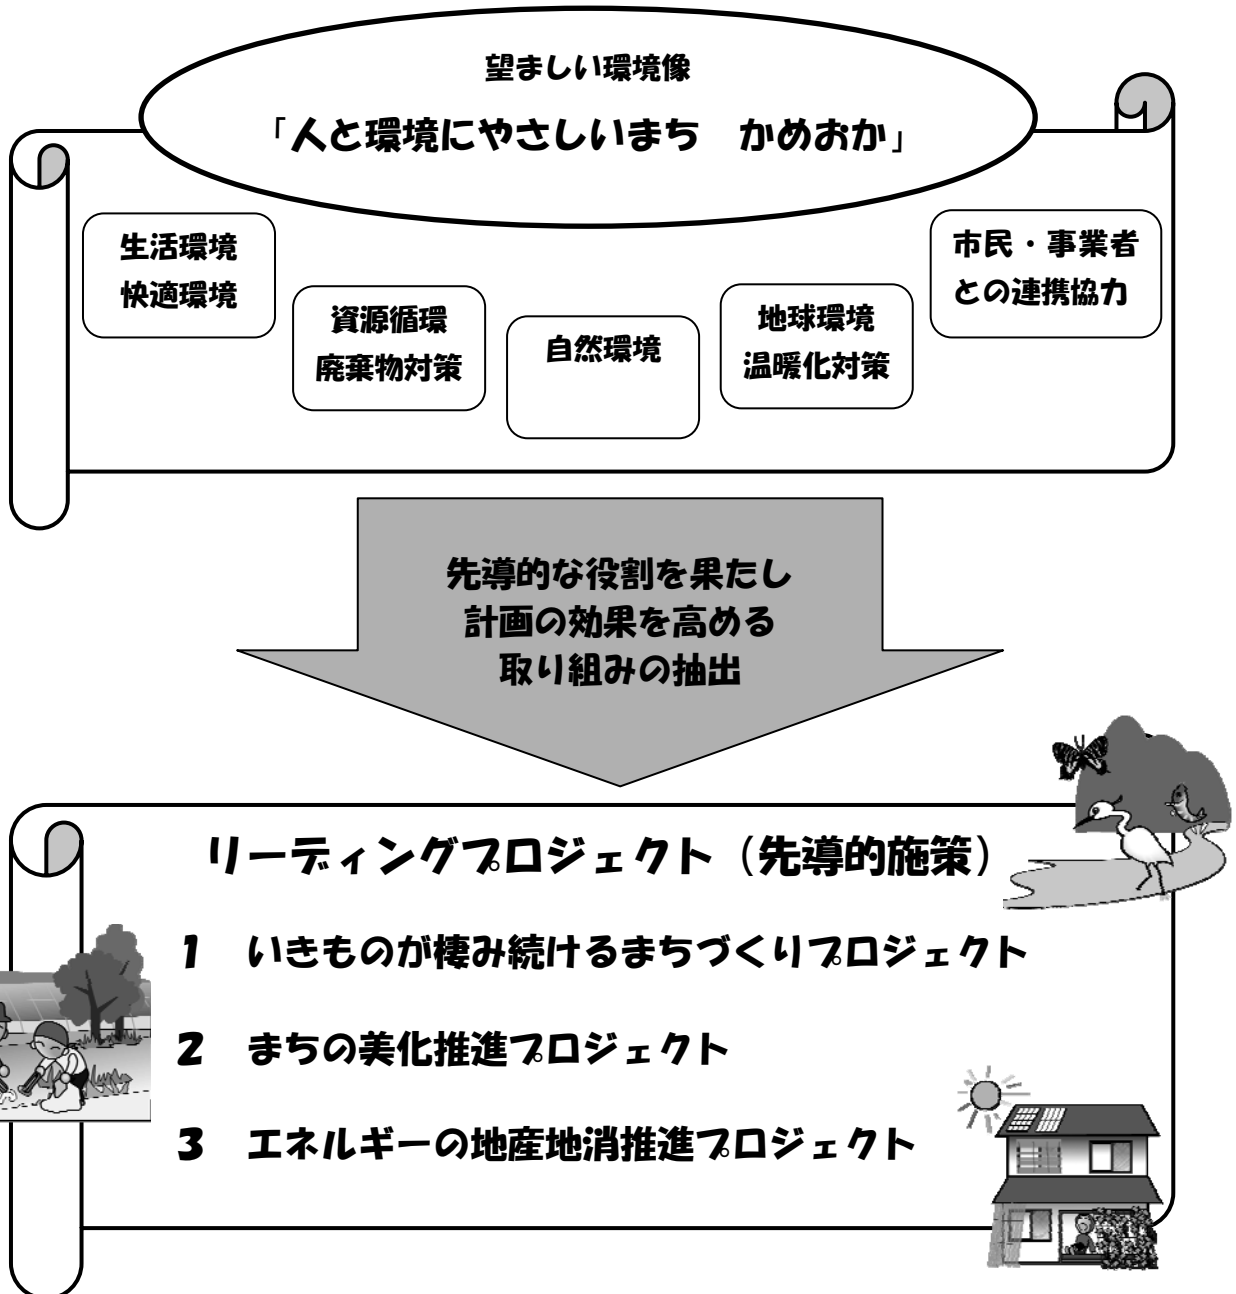 望ましい環境像
「人と環境にやさしいまち　かめおか」
生活環境
快適環境
資源循環
廃棄物対策
自然環境
地球環境
温暖化対策
市民・事業者
との連携協力
先導的な役割を果たし
計画の効果を高める
取り組みの抽出
リーディングプロジェクト（先導的施策）
1　いきものが棲み続けるまちづくりプロジェクト
2　まちの美化推進プロジェクト
3　エネルギーの地産地消推進プロジェクト